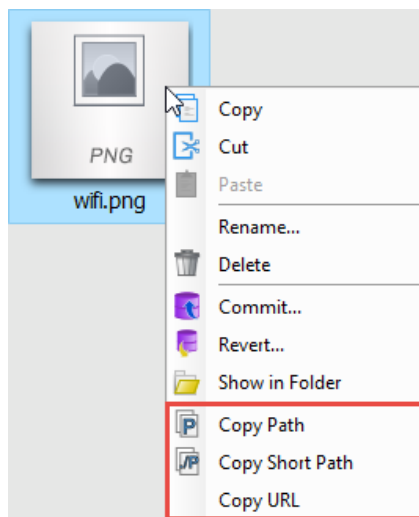 PNG
wifi.png
Copy
Cut
Paste
Rename...
Delete
Commit...
Revert...
Show in Folder
P
Copy Path
/P
Copy Short Path
Copy URL